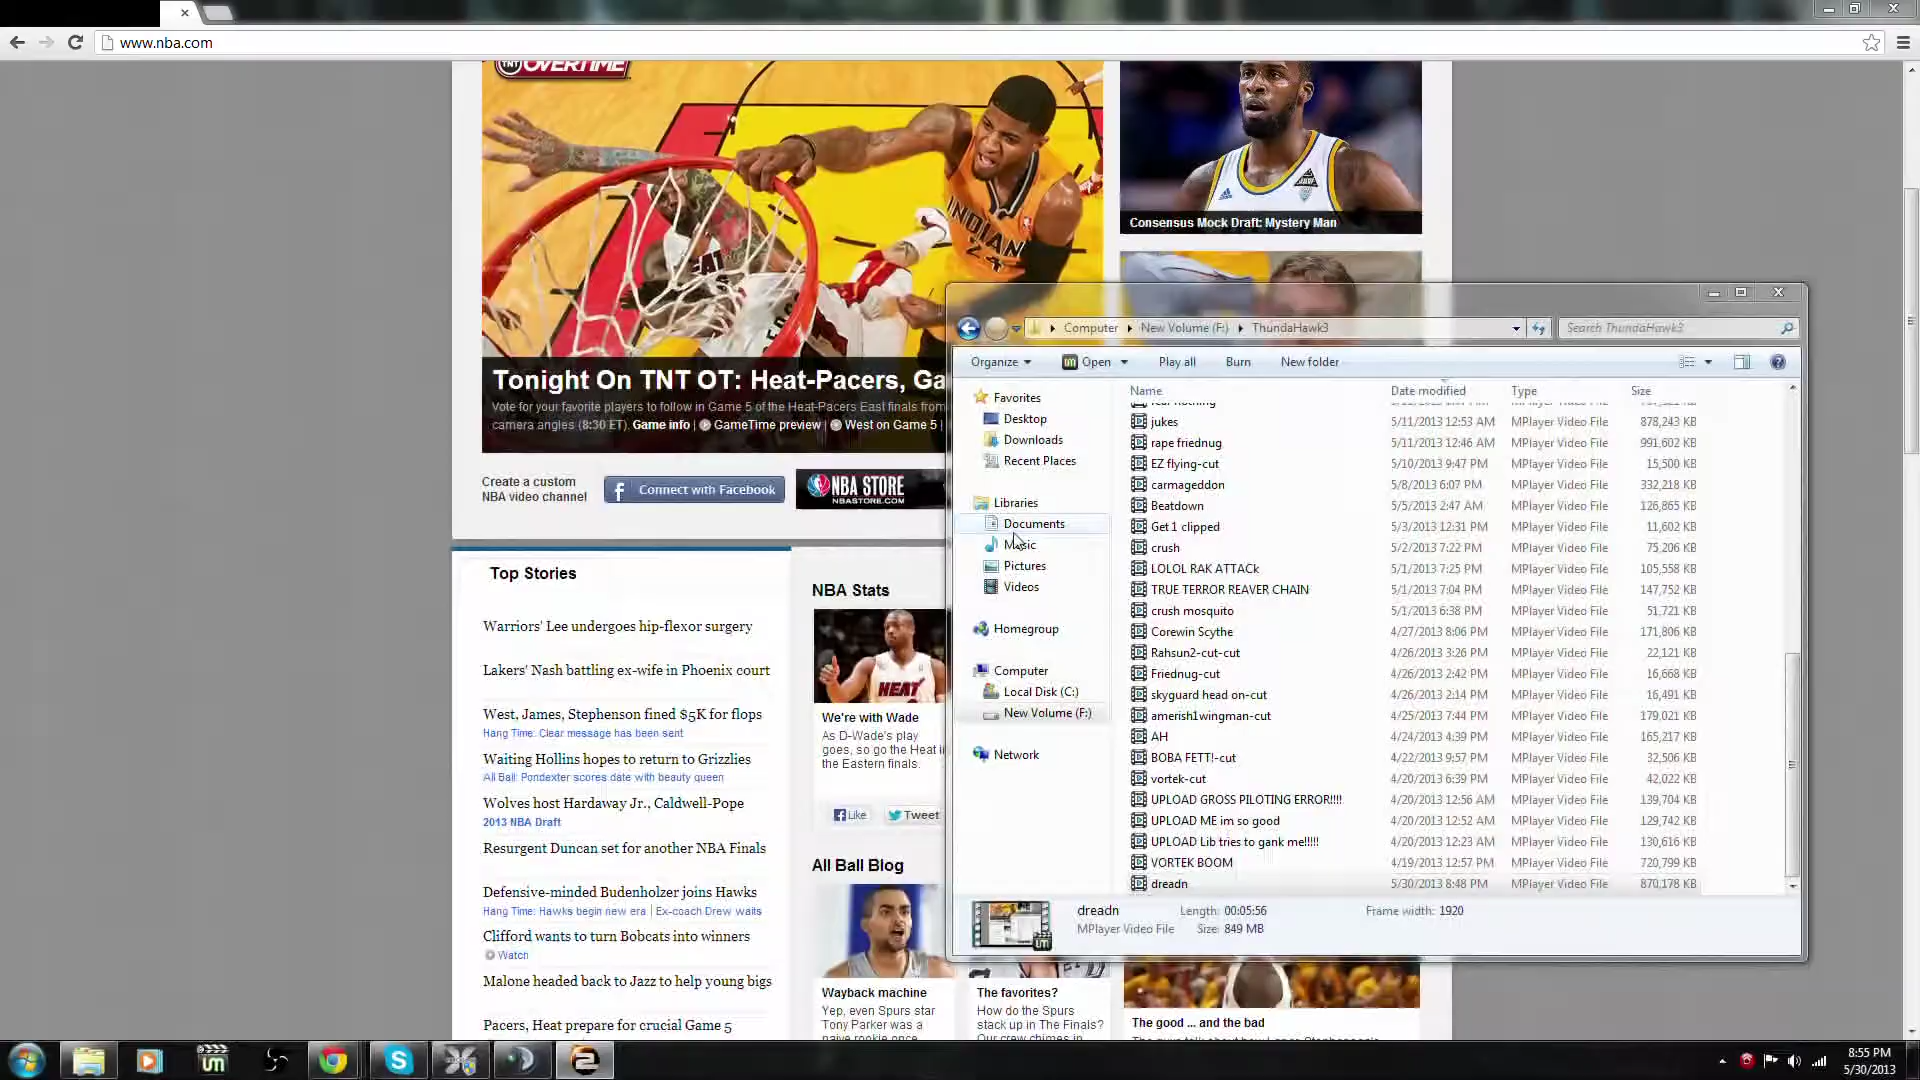 www.nba.com
TNT OVERTIME
INDIAN
24
HEAT
Consensus Mock Draft: Mystery Man
Tonight On TNT OT: Heat-Pacers, Ga
Vote for your favorite players to follow in Game 5 of the Heat-Pacers East finals from
camera angles (8:30 ET). Game info | GameTime preview | West on Game 5 |
Create a custom
NBA video channel
Connect with Facebook
NBA STORE
NBASTORE.COM
Top Stories
Warriors' Lee undergoes hip-flexor surgery
Lakers' Nash battling ex-wife in Phoenix court
West, James, Stephenson fined $5K for flops
Hang Time: Clear message has been sent
Waiting Hollins hopes to return to Grizzlies
All Ball: Pondexter scores date with beauty queen
Wolves host Hardaway Jr., Caldwell-Pope
2013 NBA Draft
Resurgent Duncan set for another NBA Finals
Defensive-minded Budenholzer joins Hawks
Hang Time: Hawks begin new era | Ex-coach Drew waits
Clifford wants to turn Bobcats into winners
Watch
Malone headed back to Jazz to help young bigs
Pacers, Heat prepare for crucial Game 5
NBA Stats
HEAT
We're with Wade
As D-Wade's play
goes, so go the Heat i
the Eastern finals.
Like
Tweet
All Ball Blog
Wayback machine
Yep, even Spurs star
Tony Parker was a
naive rookie once
The favorites?
How do the Spurs
stack up in The Finals?
Our crew chimes in
The good ... and the bad
Computer
New Volume (F:)
ThundaHawk3
Search ThundaHawk3
Organize
Open
Play all
Burn
New folder
Favorites
Desktop
Downloads
Recent Places
Libraries
Documents
Music
Pictures
Videos
Homegroup
Computer
Local Disk (C:)
New Volume (F:)
Network
Name Date modified Type Size
jukes 5/11/2013 12:53 AM MPlayer Video File 878,243 KB
rape friednug 5/11/2013 12:46 AM MPlayer Video File 991,602 KB
EZ flying-cut 5/10/2013 9:47 PM MPlayer Video File 15,500 KB
carmageddon 5/8/2013 6:07 PM MPlayer Video File 332,218 KB
Beatdown 5/5/2013 2:47 AM MPlayer Video File 126,865 KB
Get 1 clipped 5/3/2013 12:31 PM MPlayer Video File 11,602 KB
crush 5/2/2013 7:22 PM MPlayer Video File 75,206 KB
LOLOL RAK ATTACk 5/1/2013 7:25 PM MPlayer Video File 105,558 KB
TRUE TERROR REAVER CHAIN 5/1/2013 7:04 PM MPlayer Video File 147,752 KB
crush mosquito 5/1/2013 6:38 PM MPlayer Video File 51,721 KB
Corewin Scythe 4/27/2013 8:06 PM MPlayer Video File 171,806 KB
Rahsun2-cut-cut 4/26/2013 3:26 PM MPlayer Video File 22,121 KB
Friednug-cut 4/26/2013 2:42 PM MPlayer Video File 16,668 KB
skyguard head on-cut 4/26/2013 2:14 PM MPlayer Video File 16,491 KB
amerish1wingman-cut 4/25/2013 7:44 PM MPlayer Video File 179,021 KB
AH 4/24/2013 4:39 PM MPlayer Video File 165,217 KB
BOBA FETT!-cut 4/22/2013 9:57 PM MPlayer Video File 32,506 KB
vortek-cut 4/20/2013 6:39 PM MPlayer Video File 42,022 KB
UPLOAD GROSS PILOTING ERROR!!!! 4/20/2013 12:56 AM MPlayer Video File 139,704 KB
UPLOAD ME im so good 4/20/2013 12:52 AM MPlayer Video File 129,742 KB
UPLOAD Lib tries to gank me!!!!! 4/20/2013 12:23 AM MPlayer Video File 130,616 KB
VORTEK BOOM 4/19/2013 12:57 PM MPlayer Video File 720,799 KB
dreadn 5/30/2013 8:48 PM MPlayer Video File 870,178 KB
dreadn Length: 00:05:56 Frame width: 1920
MPlayer Video File Size: 849 MB
8:55 PM
5/30/2013